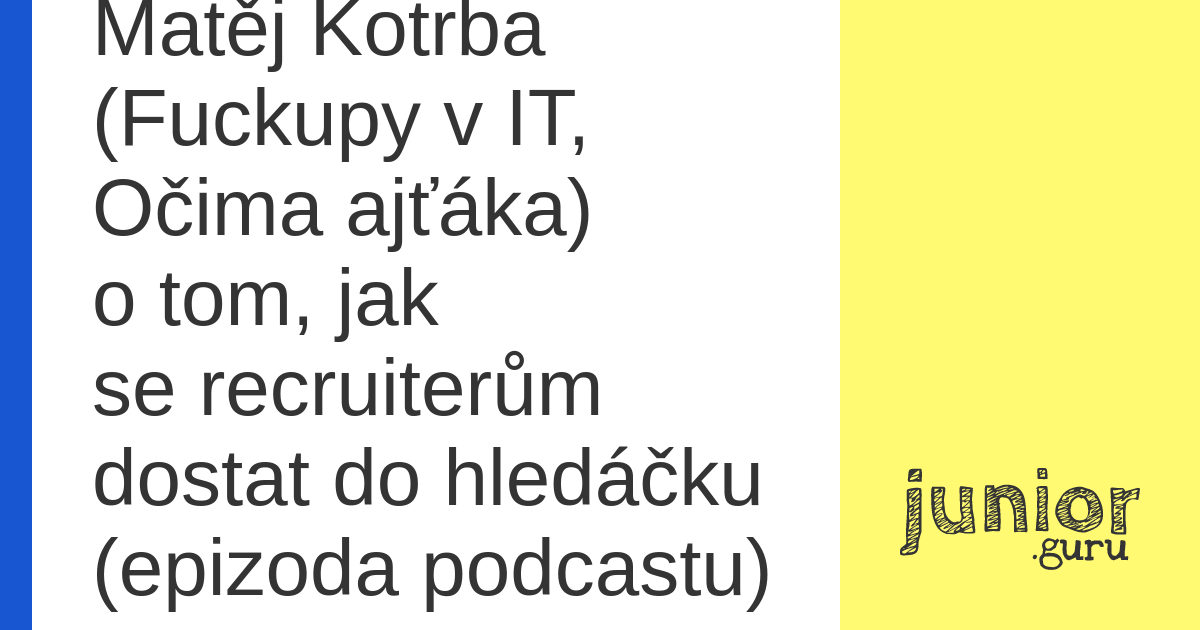 Matěj Kotrba
(Fuckupy v IT,
Očima ajťáka)
o tom, jak
se recruiterům
dostat do hledáčku
(epizoda podcastu)
junior
.guru